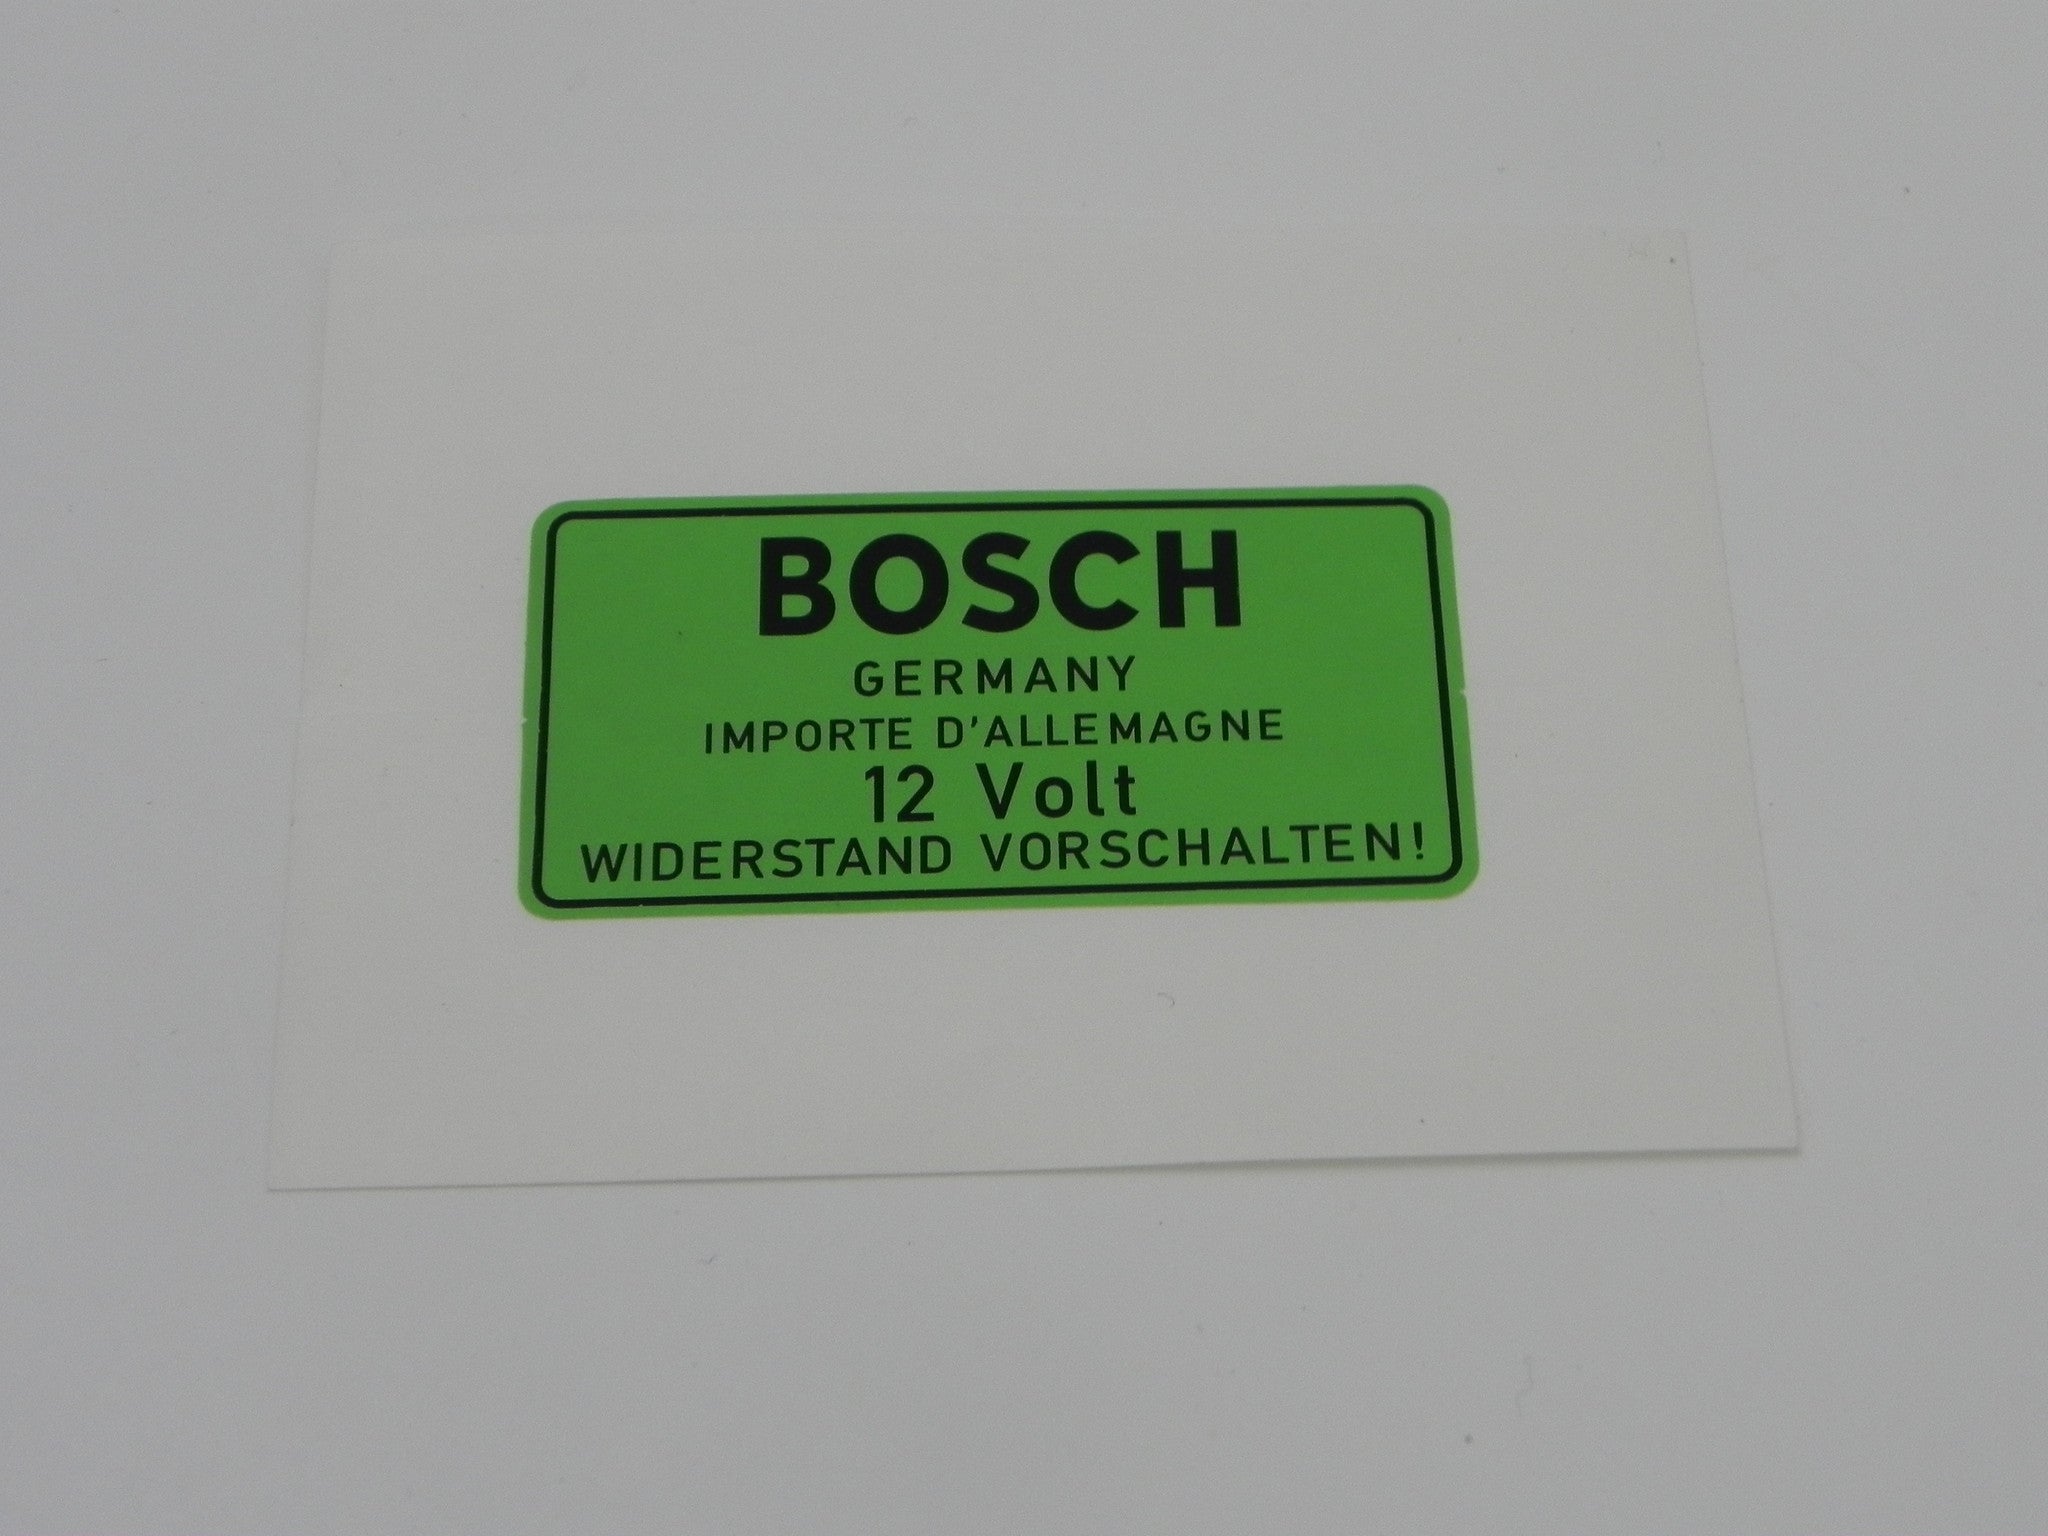 BOSCH
GERMANY
IMPORTE D'ALLEMAGNE
12 Volt
WIDERSTAND VORSCHALTEN!